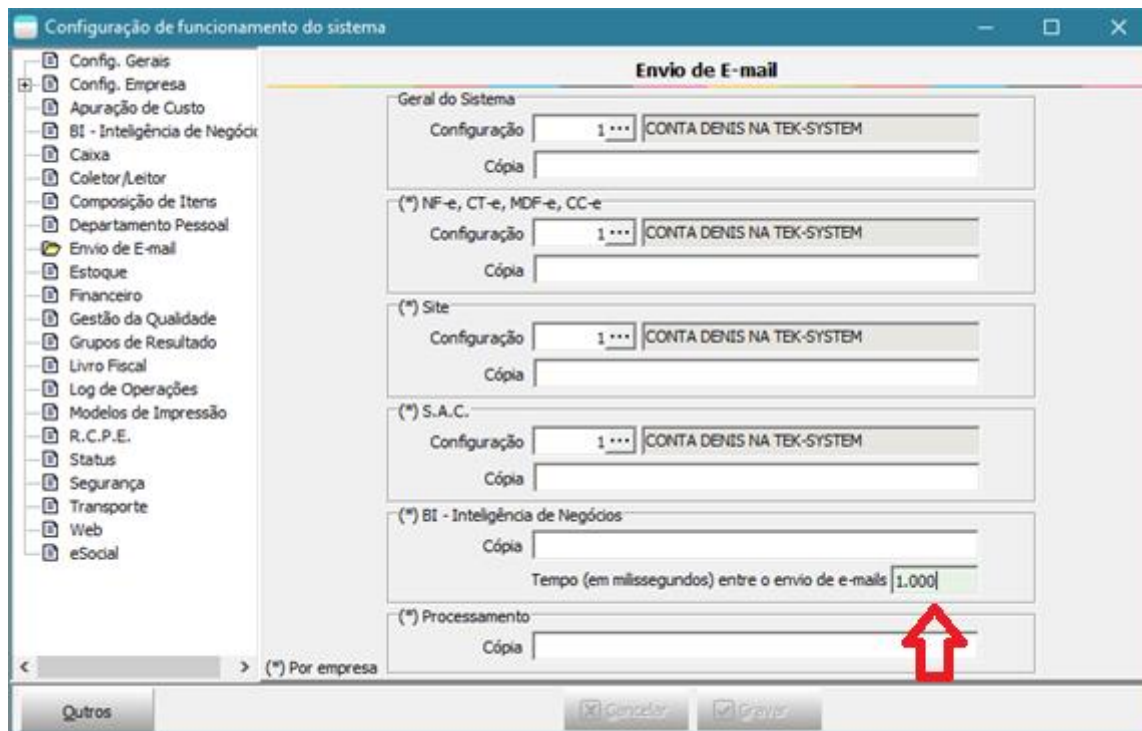 Configuração de funcionamento do sistema
Config. Gerais
Config. Empresa
Apuração de Custo
BI - Inteligência de Negóci
Caixa
Coletor/Leitor
Composição de Itens
Departamento Pessoal
Envio de E-mail
Estoque
Financeiro
Gestão da Qualidade
Grupos de Resultado
Livro Fiscal
Log de Operações
Modelos de Impressão
R.C.P.E.
Status
Segurança
Transporte
Web
eSocial
Envio de E-mail
Geral do Sistema
Configuração 1 ... CONTA DENIS NA TEK-SYSTEM
Cópia
(*) NF-e, CT-e, MDF-e, CC-e
Configuração 1 ... CONTA DENIS NA TEK-SYSTEM
Cópia
(*) Site
Configuração 1 ... CONTA DENIS NA TEK-SYSTEM
Cópia
(*) S.A.C.
Configuração 1 ... CONTA DENIS NA TEK-SYSTEM
Cópia
(*) BI - Inteligência de Negócios
Cópia
Tempo (em milissegundos) entre o envio de e-mails 1.000
(*) Processamento
Cópia
(*) Por empresa
Outros
Cancelar
Gravar